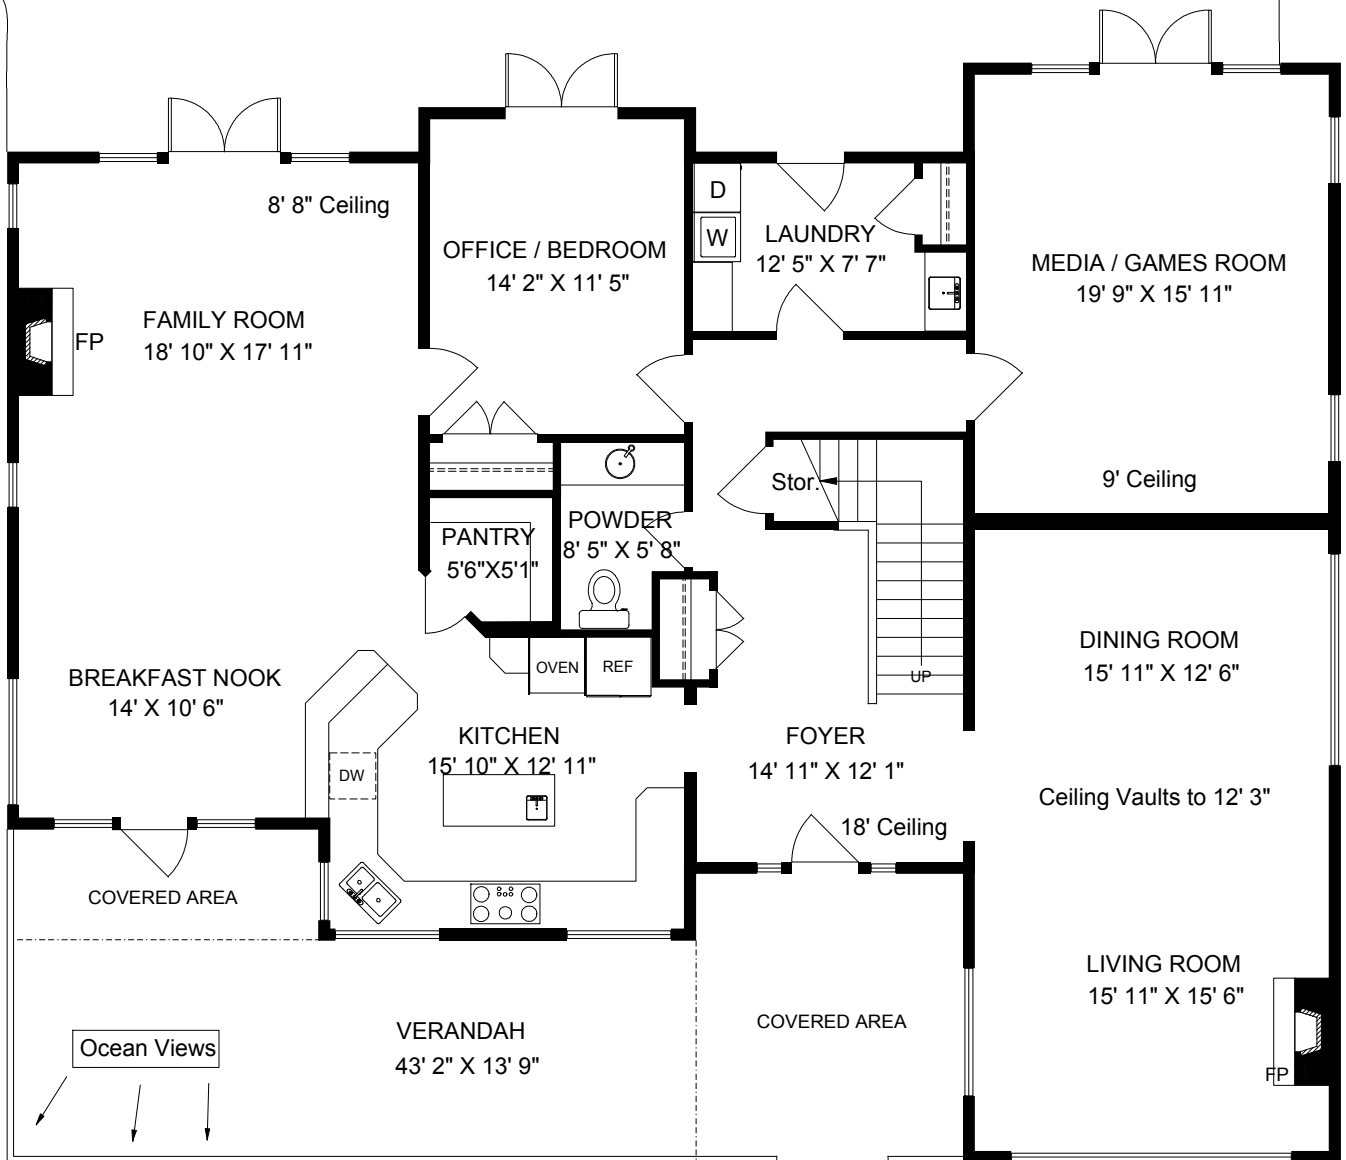 8' 8" Ceiling
FAMILY ROOM
18' 10" X 17' 11"
FP
OFFICE / BEDROOM
14' 2" X 11' 5"
D
W
LAUNDRY
12' 5" X 7' 7"
MEDIA / GAMES ROOM
19' 9" X 15' 11"
9' Ceiling
Stor.
POWDER
8' 5" X 5' 8"
PANTRY
5'6"X5'1"
OVEN
REF
UP
BREAKFAST NOOK
14' X 10' 6"
DW
KITCHEN
15' 10" X 12' 11"
FOYER
14' 11" X 12' 1"
18' Ceiling
DINING ROOM
15' 11" X 12' 6"
Ceiling Vaults to 12' 3"
COVERED AREA
LIVING ROOM
15' 11" X 15' 6"
FP
COVERED AREA
VERANDAH
43' 2" X 13' 9"
Ocean Views